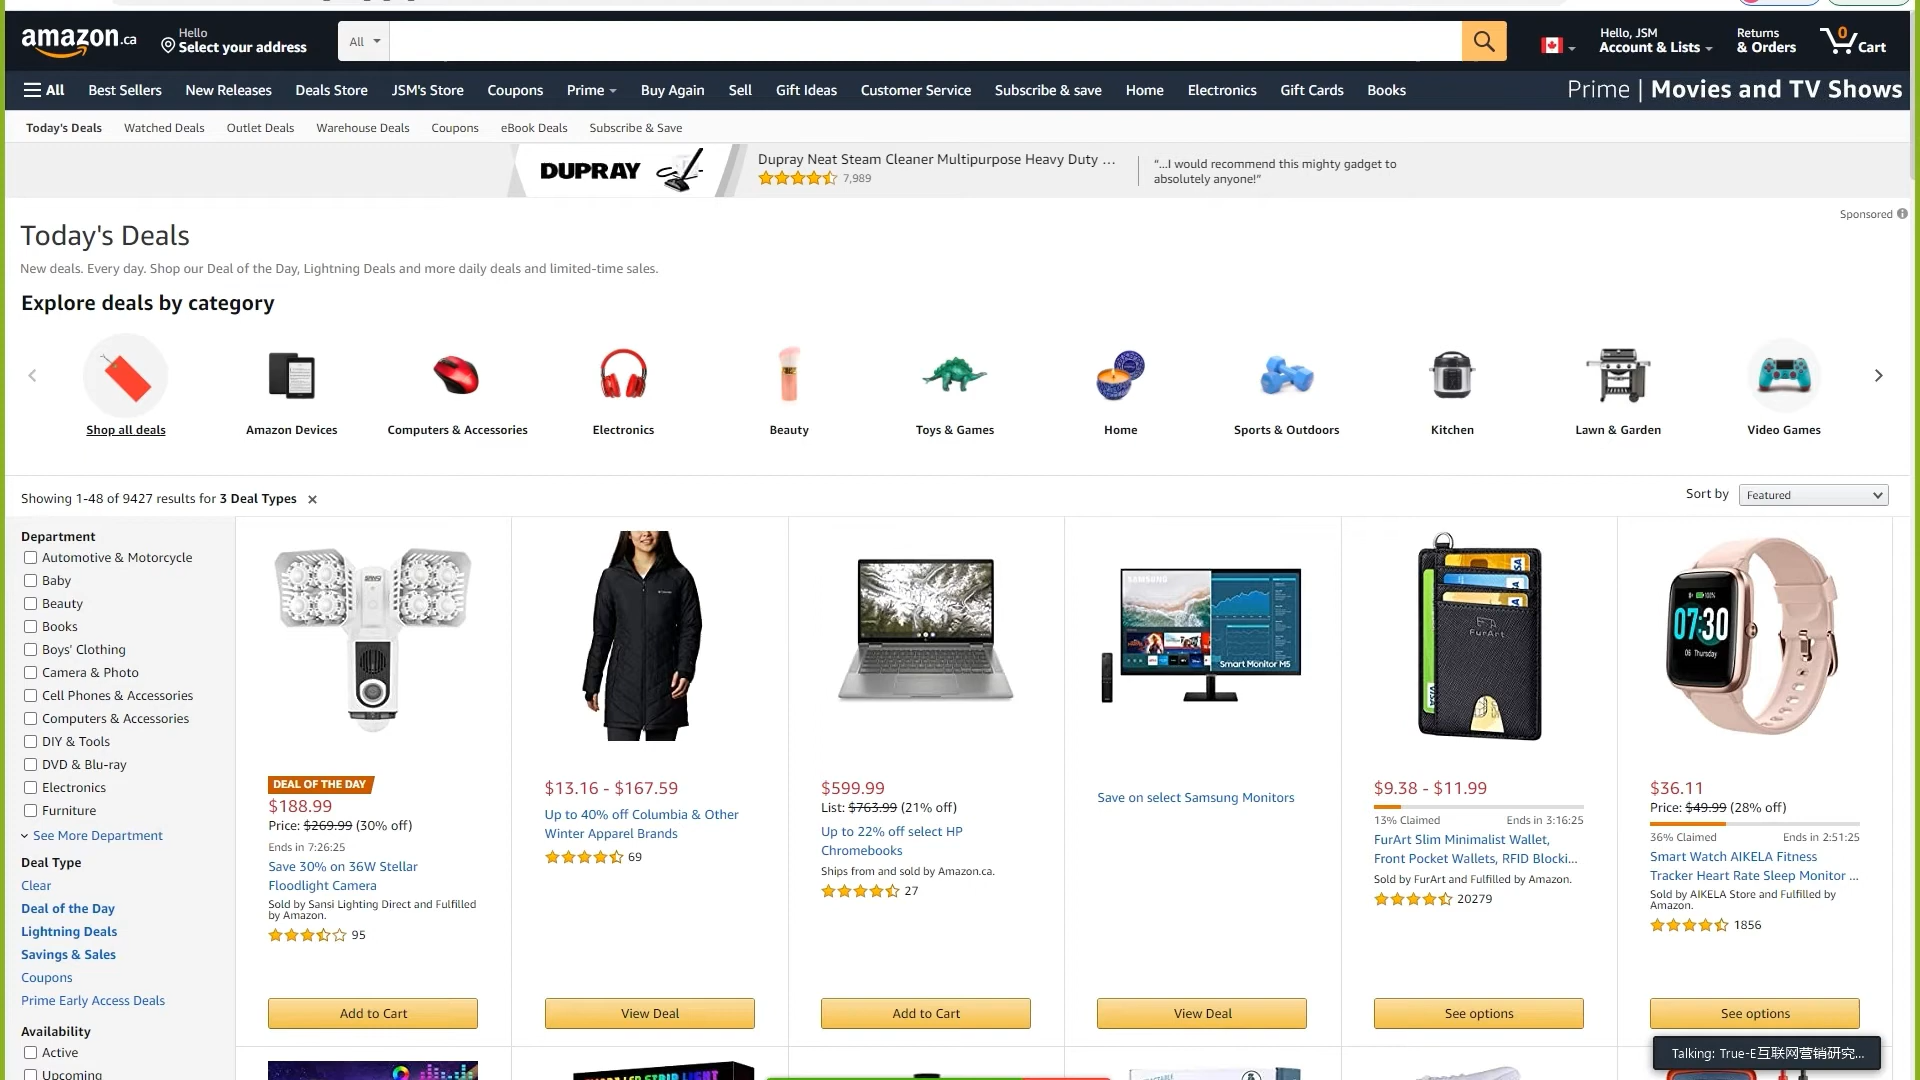 amazon.ca
Hello
Select your address
All
Hello, JSM
Account & Lists
Returns
& Orders
0
Cart
All
Best Sellers
New Releases
Deals Store
JSM's Store
Coupons
Prime
Buy Again
Sell
Gift Ideas
Customer Service
Subscribe & save
Home
Electronics
Gift Cards
Books
Prime | Movies and TV Shows
Today's Deals
Watched Deals
Outlet Deals
Warehouse Deals
Coupons
eBook Deals
Subscribe & Save
DUPRAY
Dupray Neat Steam Cleaner Multipurpose Heavy Duty ...
7,989
"...I would recommend this mighty gadget to
absolutely anyone!"
Sponsored
Today's Deals
New deals. Every day. Shop our Deal of the Day, Lightning Deals and more daily deals and limited-time sales.
Explore deals by category
Shop all deals
Amazon Devices
Computers & Accessories
Electronics
Beauty
Toys & Games
Home
Sports & Outdoors
Kitchen
Lawn & Garden
Video Games
Showing 1-48 of 9427 results for 3 Deal Types
Sort by
Featured
Department
Automotive & Motorcycle
Baby
Beauty
Books
Boys' Clothing
Camera & Photo
Cell Phones & Accessories
Computers & Accessories
DIY & Tools
DVD & Blu-ray
Electronics
Furniture
See More Department
Deal Type
Clear
Deal of the Day
Lightning Deals
Savings & Sales
Coupons
Prime Early Access Deals
Availability
Active
Upcoming
DEAL OF THE DAY
$188.99
Price: $269.99 (30% off)
Ends in 7:26:25
Save 30% on 36W Stellar
Floodlight Camera
Sold by Sansi Lighting Direct and Fulfilled
by Amazon.
95
Add to Cart
$13.16 - $167.59
Up to 40% off Columbia & Other
Winter Apparel Brands
69
View Deal
$599.99
List: $763.99 (21% off)
Up to 22% off select HP
Chromebooks
Ships from and sold by Amazon.ca.
27
Add to Cart
SAMSUNG
Smart Monitor M5
Save on select Samsung Monitors
View Deal
VISA
FurArt
$9.38 - $11.99
13% Claimed
Ends in 3:16:25
FurArt Slim Minimalist Wallet,
Front Pocket Wallets, RFID Blocki...
Sold by FurArt and Fulfilled by Amazon.
20279
See options
100%
07:30
06 Thursday
$36.11
Price: $49.99 (28% off)
36% Claimed
Ends in 2:51:25
Smart Watch AIKELA Fitness
Tracker Heart Rate Sleep Monitor ...
Sold by AIKELA Store and Fulfilled by
Amazon.
1856
See options
Talking: True-E互联网营销研究...